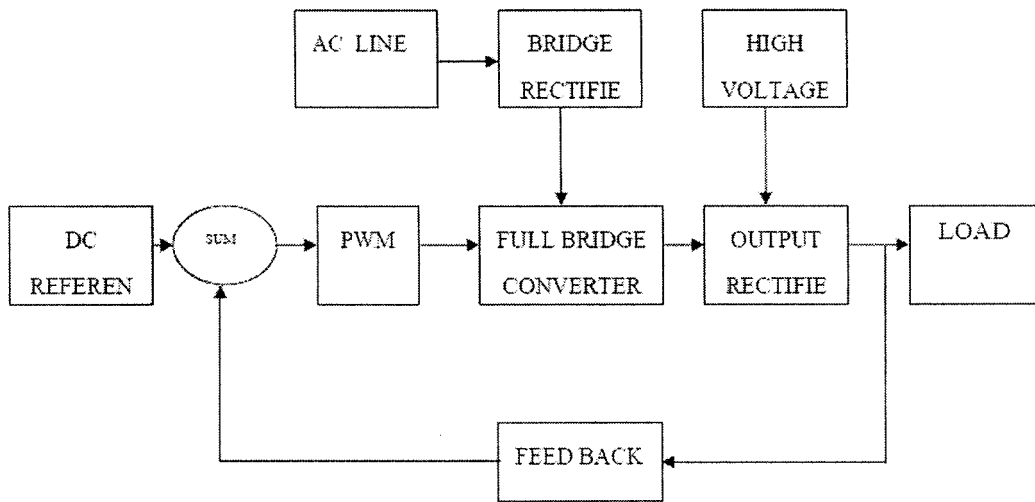 AC LINE
BRIDGE
RECTIFIE
HIGH
VOLTAGE
DC
REFEREN
SUM
PWM
FULL BRIDGE
CONVERTER
OUTPUT
RECTIFIE
LOAD
FEED BACK